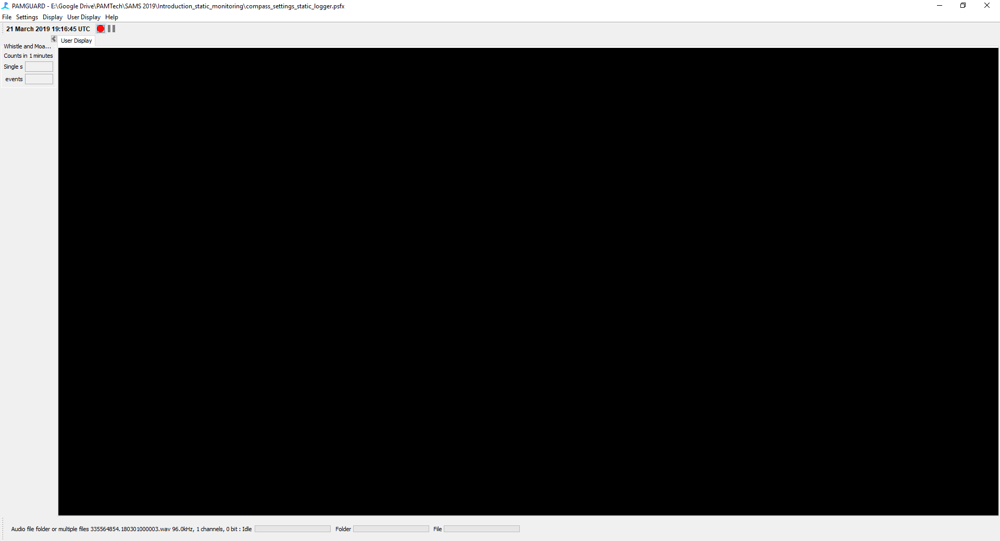 PAMGUARD - E:\Google Drive\PAMTech\SAMS 2019\Introduction_static_monitoring\compass_settings_static_logger.psfx
File Settings Display User Display Help
21 March 2019 19:16:45 UTC
User Display
Whistle and Moa...
Counts in 1 minutes
Single s
events
Audio file folder or multiple files 335564854.180301000003.wav 96.0kHz, 1 channels, 0 bit : Idle Folder File